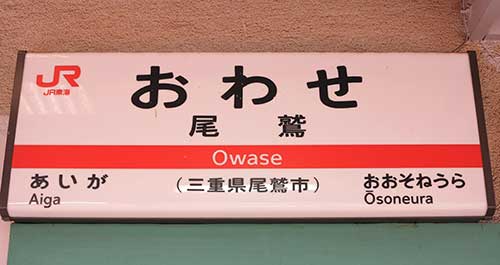 JR
JR東海
おわせ
尾鷲
Owase
あいが
Aiga
(三重県尾鷲市)
おおそねうら
Ōsoneura